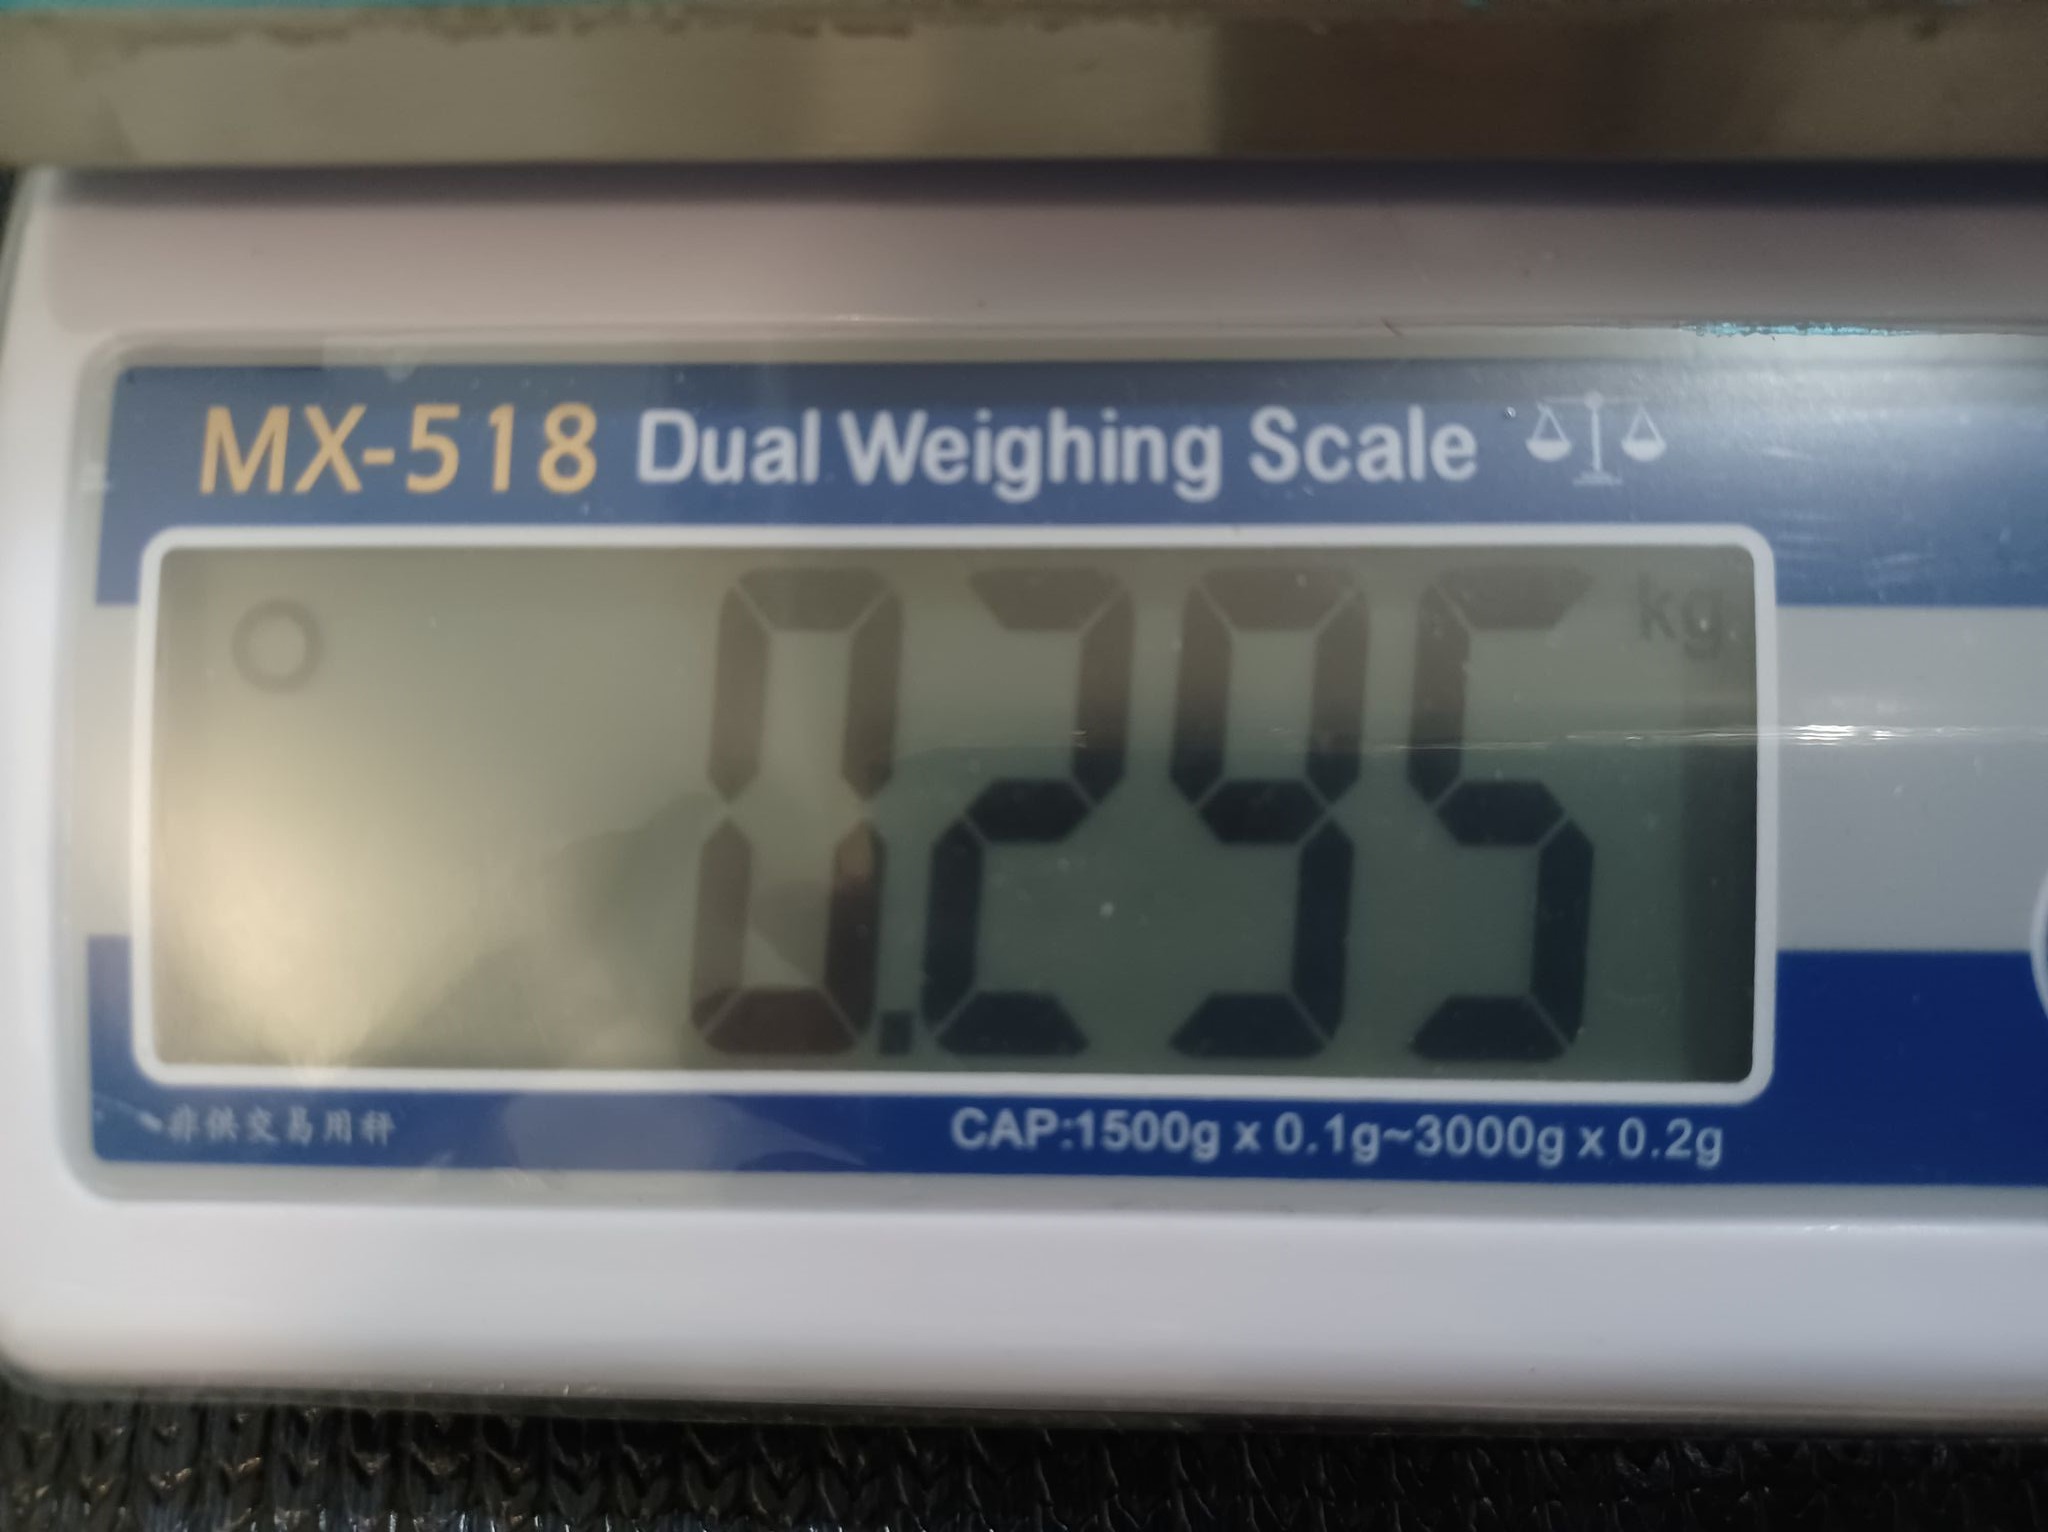 MX-518 Dual Weighing Scale
0.295 kg
非供交易用秤
CAP:1500g x 0.1g~3000g x 0.2g